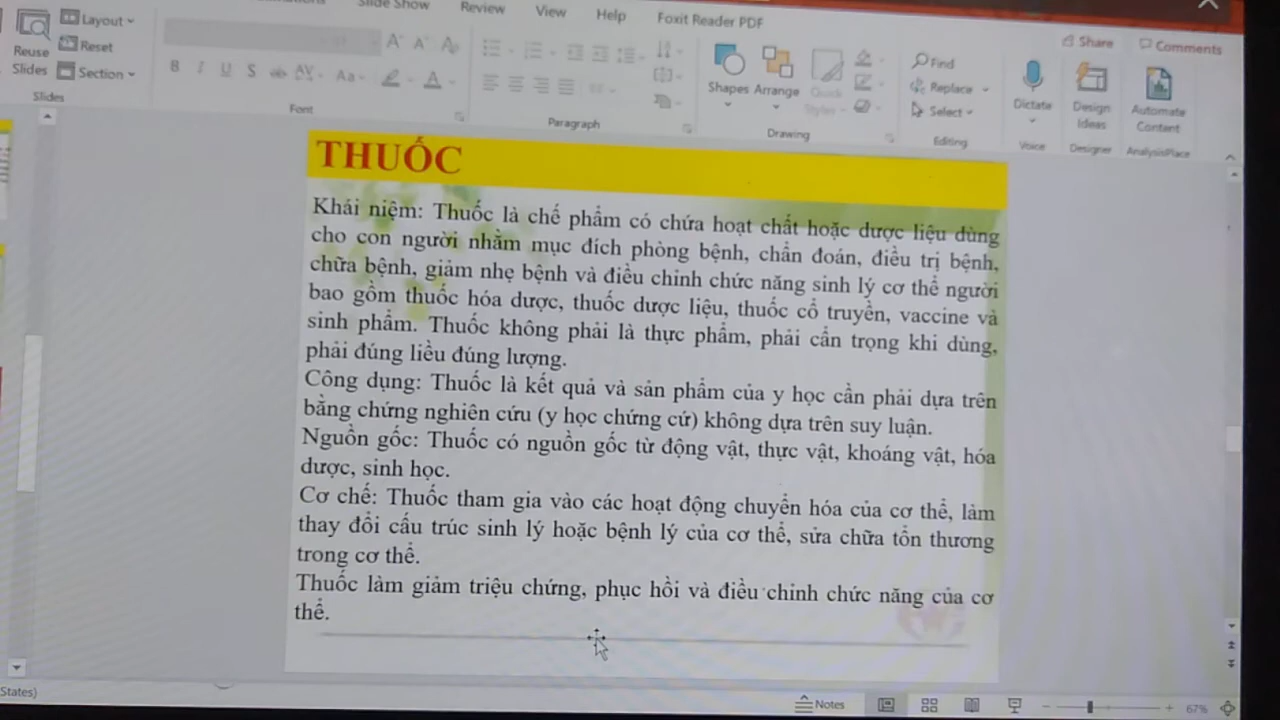 Slide Show
Review
View
Help
Foxit Reader PDF
Share
Comments
Reuse
Slides
Layout
Reset
Section
Slides
B I U S ab AV Aa A
Font
Paragraph
Shapes Arrange Quick
Styles
Drawing
Find
Replace
Select
Editing
Dictate
Voice
Design
Ideas
Designer
Automate
Content
AnalysisPlace
THUỐC
Khái niệm: Thuốc là chế phẩm có chứa hoạt chất hoặc dược liệu dùng
cho con người nhằm mục đích phòng bệnh, chẩn đoán, điều trị bệnh,
chữa bệnh, giảm nhẹ bệnh và điều chỉnh chức năng sinh lý cơ thể người
bao gồm thuốc hóa dược, thuốc dược liệu, thuốc cổ truyền, vaccine và
sinh phẩm. Thuốc không phải là thực phẩm, phải cẩn trọng khi dùng,
phải đúng liều đúng lượng.
Công dụng: Thuốc là kết quả và sản phẩm của y học cần phải dựa trên
bằng chứng nghiên cứu (y học chứng cứ) không dựa trên suy luận.
Nguồn gốc: Thuốc có nguồn gốc từ động vật, thực vật, khoáng vật, hóa
dược, sinh học.
Cơ chế: Thuốc tham gia vào các hoạt động chuyển hóa của cơ thể, làm
thay đổi cấu trúc sinh lý hoặc bệnh lý của cơ thể, sửa chữa tổn thương
trong cơ thể.
Thuốc làm giảm triệu chứng, phục hồi và điều chỉnh chức năng của cơ
thể.
States)
Notes
67%